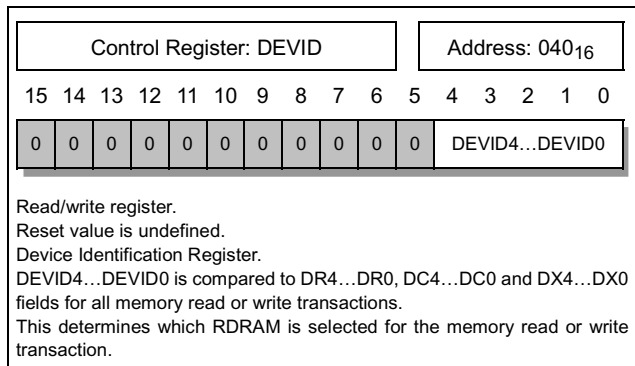 Control Register: DEVID Address: 040₁₆
15 14 13 12 11 10 9 8 7 6 5 4 3 2 1 0
0 0 0 0 0 0 0 0 0 0 0 DEVID4...DEVID0
Read/write register.
Reset value is undefined.
Device Identification Register.
DEVID4...DEVID0 is compared to DR4...DR0, DC4...DC0 and DX4...DX0
fields for all memory read or write transactions.
This determines which RDRAM is selected for the memory read or write
transaction.